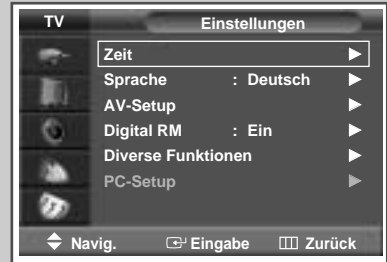 TV Einstellungen
Zeit
Sprache : Deutsch
AV-Setup
Digital RM : Ein
Diverse Funktionen
PC-Setup
Navig. Eingabe Zurück